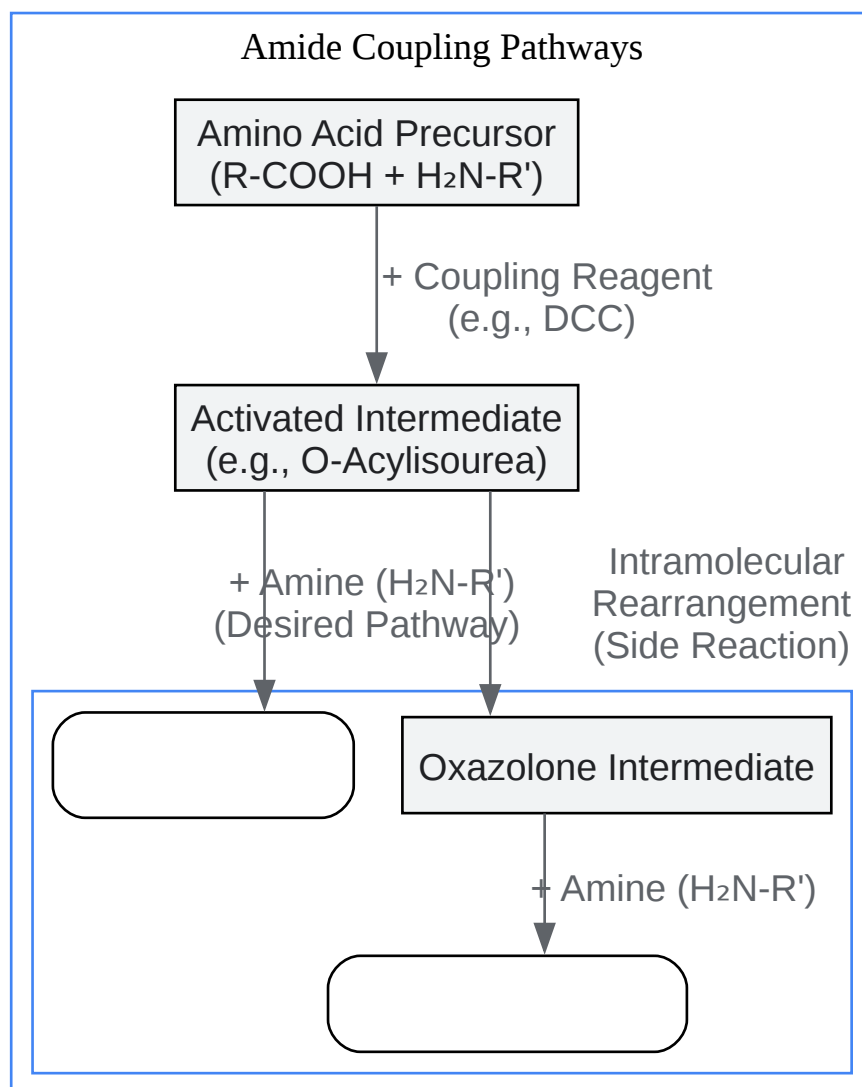 Amide Coupling Pathways
Amino Acid Precursor
(R-COOH + H₂N-R')
+ Coupling Reagent
(e.g., DCC)
Activated Intermediate
(e.g., O-Acylisourea)
+ Amine (H₂N-R')
(Desired Pathway)
Intramolecular
Rearrangement
(Side Reaction)
Oxazolone Intermediate
+ Amine (H₂N-R')